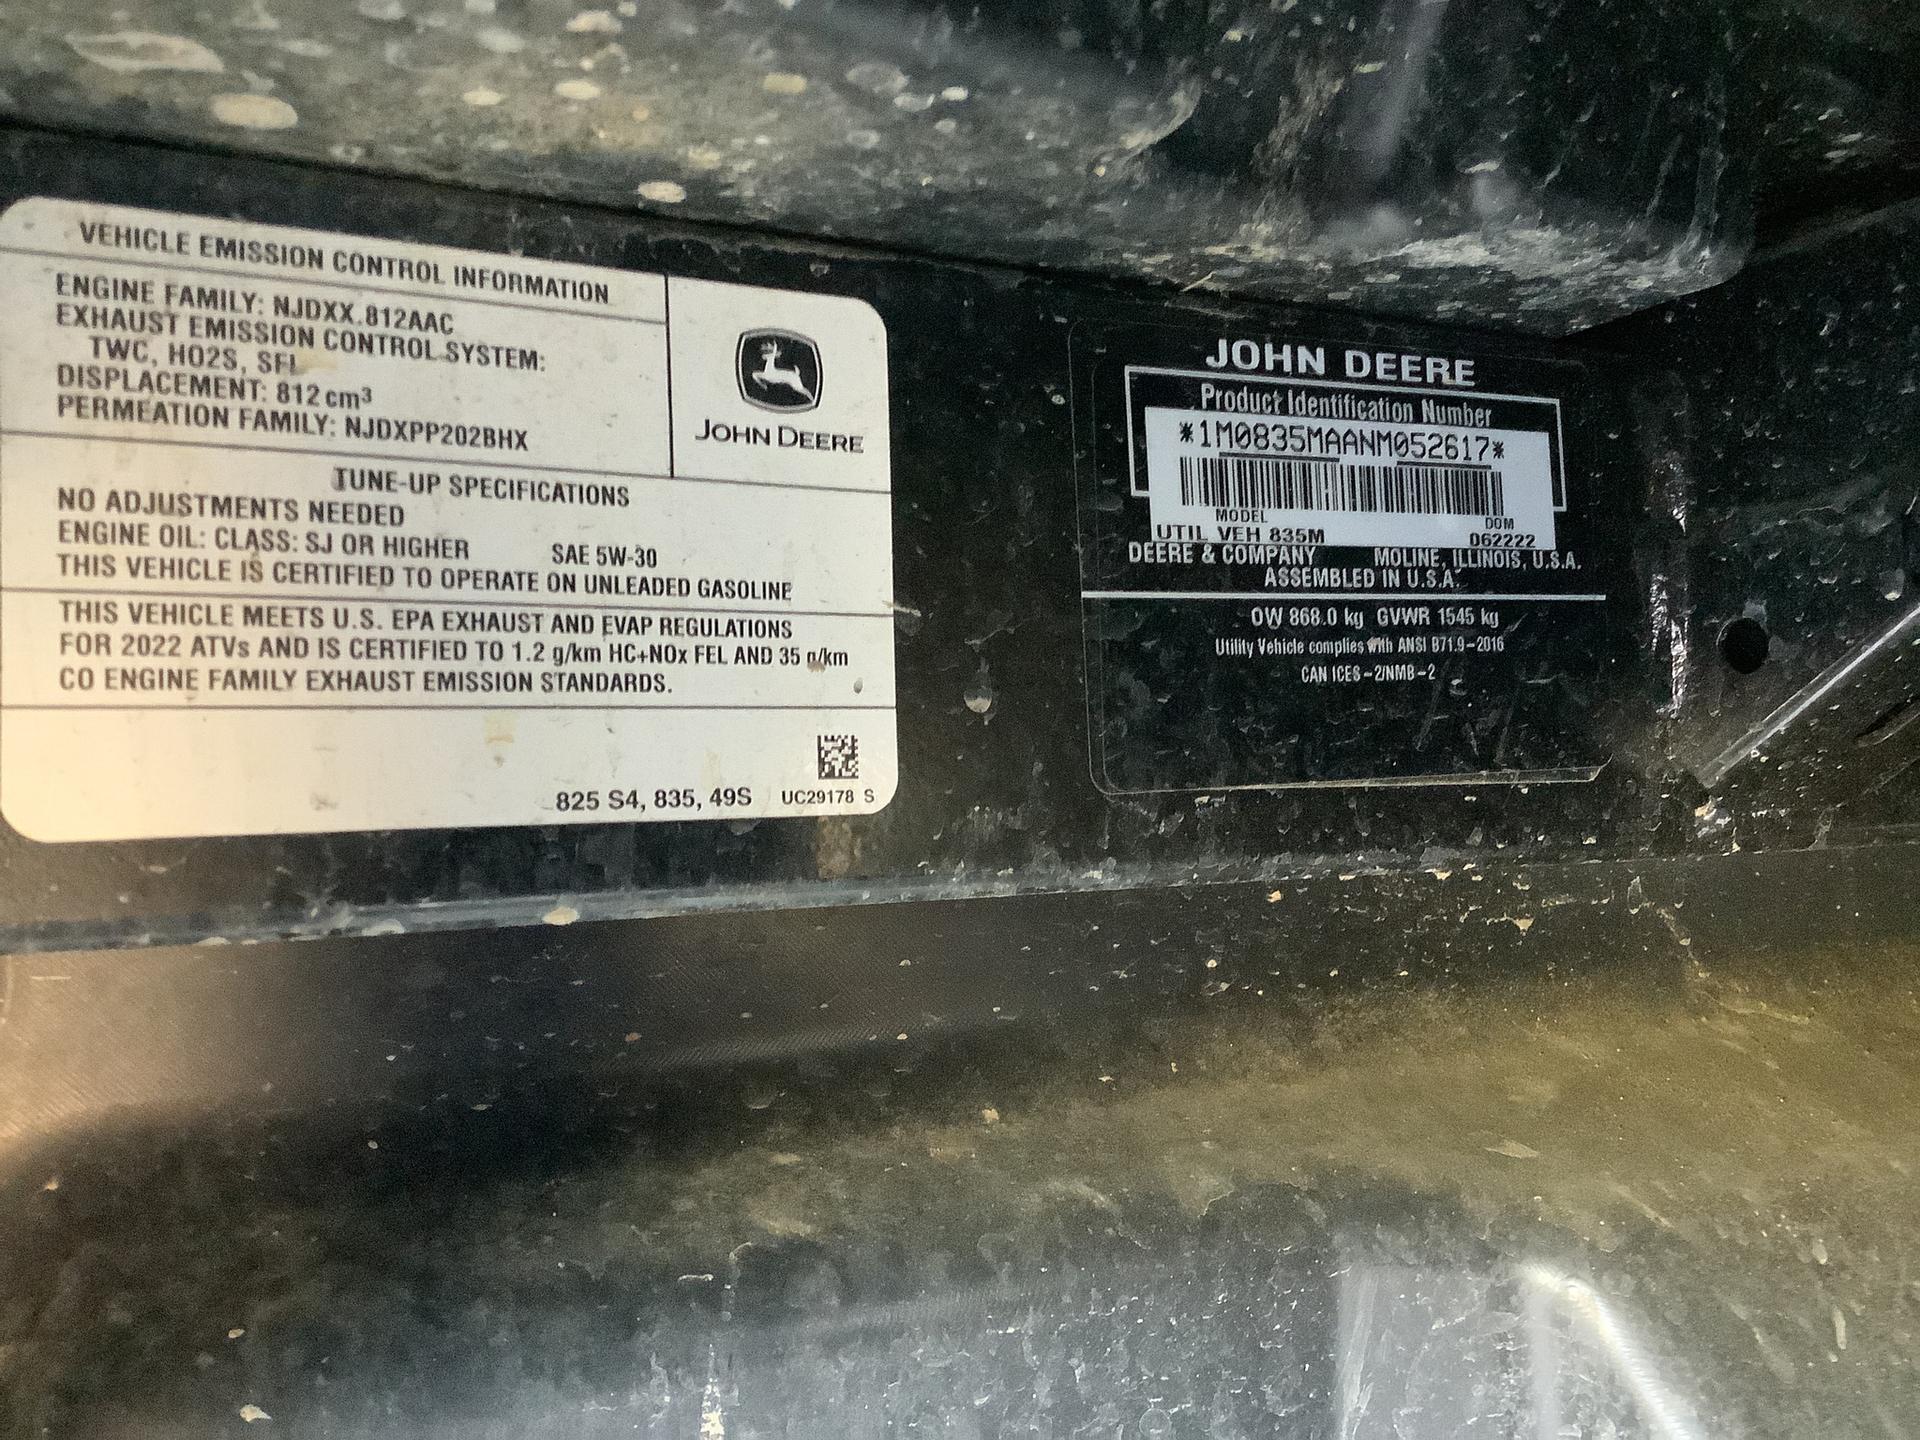 VEHICLE EMISSION CONTROL INFORMATION
ENGINE FAMILY: NJDXX.812AAC
EXHAUST EMISSION CONTROL SYSTEM:
TWC, HO2S, SFI
DISPLACEMENT: 812 cm³
PERMEATION FAMILY: NJDXPP202BHX
JOHN DEERE
TUNE-UP SPECIFICATIONS
NO ADJUSTMENTS NEEDED
ENGINE OIL: CLASS: SJ OR HIGHER SAE 5W-30
THIS VEHICLE IS CERTIFIED TO OPERATE ON UNLEADED GASOLINE
THIS VEHICLE MEETS U.S. EPA EXHAUST AND EVAP REGULATIONS
FOR 2022 ATVs AND IS CERTIFIED TO 1.2 g/km HC+NOx FEL AND 35 g/km
CO ENGINE FAMILY EXHAUST EMISSION STANDARDS.
825 S4, 835, 49S UC29178 S
JOHN DEERE
Product Identification Number
*1M0835MAANM052617*
MODEL DOM
UTIL VEH 835M 062222
DEERE & COMPANY MOLINE, ILLINOIS, U.S.A.
ASSEMBLED IN U.S.A.
OW 868.0 kg GVWR 1545 kg
Utility Vehicle complies with ANSI B71.9-2016
CAN ICES-2/NMB-2